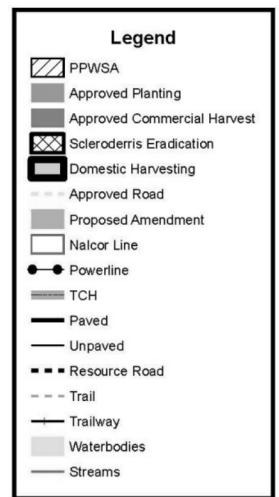 Legend
PPWSA
Approved Planting
Approved Commercial Harvest
Scleroderris Eradication
Domestic Harvesting
Approved Road
Proposed Amendment
Nalcor Line
Powerline
TCH
Paved
Unpaved
Resource Road
Trail
Trailway
Waterbodies
Streams